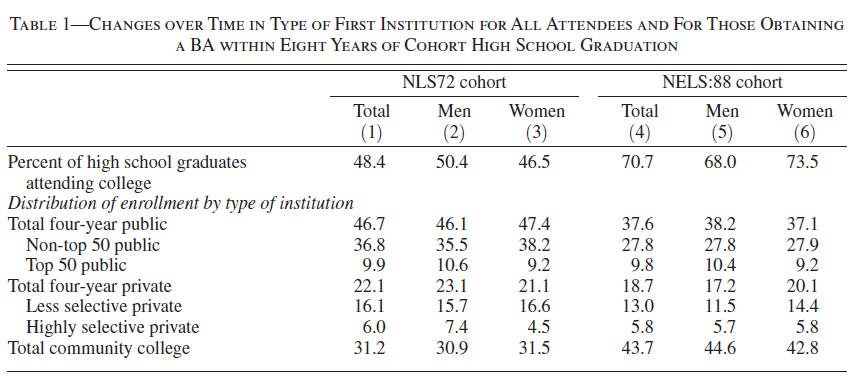 TABLE 1—CHANGES OVER TIME IN TYPE OF FIRST INSTITUTION FOR ALL ATTENDEES AND FOR THOSE OBTAINING
A BA WITHIN EIGHT YEARS OF COHORT HIGH SCHOOL GRADUATION
NLS72 cohort NELS:88 cohort
Total Men Women Total Men Women
(1) (2) (3) (4) (5) (6)
Percent of high school graduates 48.4 50.4 46.5 70.7 68.0 73.5
attending college
Distribution of enrollment by type of institution
Total four-year public 46.7 46.1 47.4 37.6 38.2 37.1
Non-top 50 public 36.8 35.5 38.2 27.8 27.8 27.9
Top 50 public 9.9 10.6 9.2 9.8 10.4 9.2
Total four-year private 22.1 23.1 21.1 18.7 17.2 20.1
Less selective private 16.1 15.7 16.6 13.0 11.5 14.4
Highly selective private 6.0 7.4 4.5 5.8 5.7 5.8
Total community college 31.2 30.9 31.5 43.7 44.6 42.8